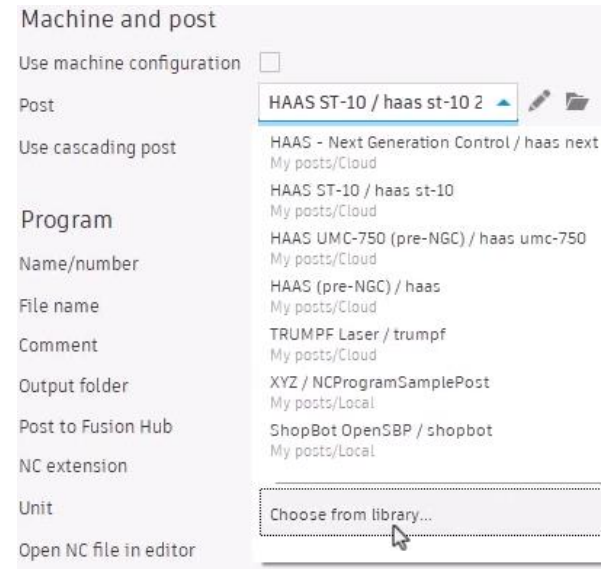 Machine and post
Use machine configuration
Post
HAAS ST-10 / haas st-10 2
Use cascading post
HAAS - Next Generation Control / haas next
My posts/Cloud
HAAS ST-10 / haas st-10
My posts/Cloud
HAAS UMC-750 (pre-NGC) / haas umc-750
My posts/Cloud
HAAS (pre-NGC) / haas
My posts/Cloud
TRUMPF Laser / trumpf
My posts/Cloud
XYZ / NCProgramSamplePost
My posts/Local
ShopBot OpenSBP / shopbot
My posts/Local
Choose from library...
Program
Name/number
File name
Comment
Output folder
Post to Fusion Hub
NC extension
Unit
Open NC file in editor